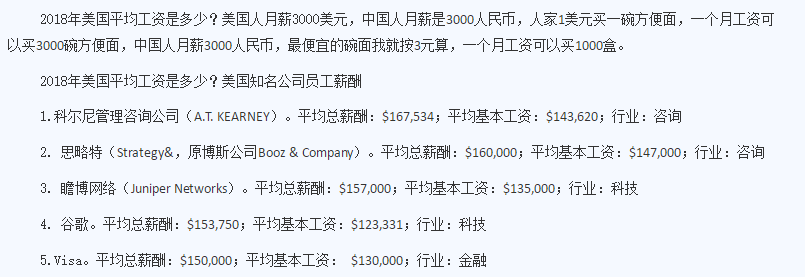 2018年美国平均工资是多少？美国人月薪3000美元，中国人月薪是3000人民币，人家1美元买一碗方便面，一个月工资可
以买3000碗方便面，中国人月薪3000人民币，最便宜的碗面我就按3元算，一个月工资可以买1000盒。
2018年美国平均工资是多少？美国知名公司员工薪酬
1.科尔尼管理咨询公司（A.T. KEARNEY）。平均总薪酬：$167,534；平均基本工资：$143,620；行业：咨询
2. 思略特（Strategy&，原博斯公司Booz & Company）。平均总薪酬：$160,000；平均基本工资：$147,000；行业：咨询
3. 瞻博网络（Juniper Networks）。平均总薪酬：$157,000；平均基本工资：$135,000；行业：科技
4. 谷歌。平均总薪酬：$153,750；平均基本工资：$123,331；行业：科技
5.Visa。平均总薪酬：$150,000；平均基本工资： $130,000；行业：金融